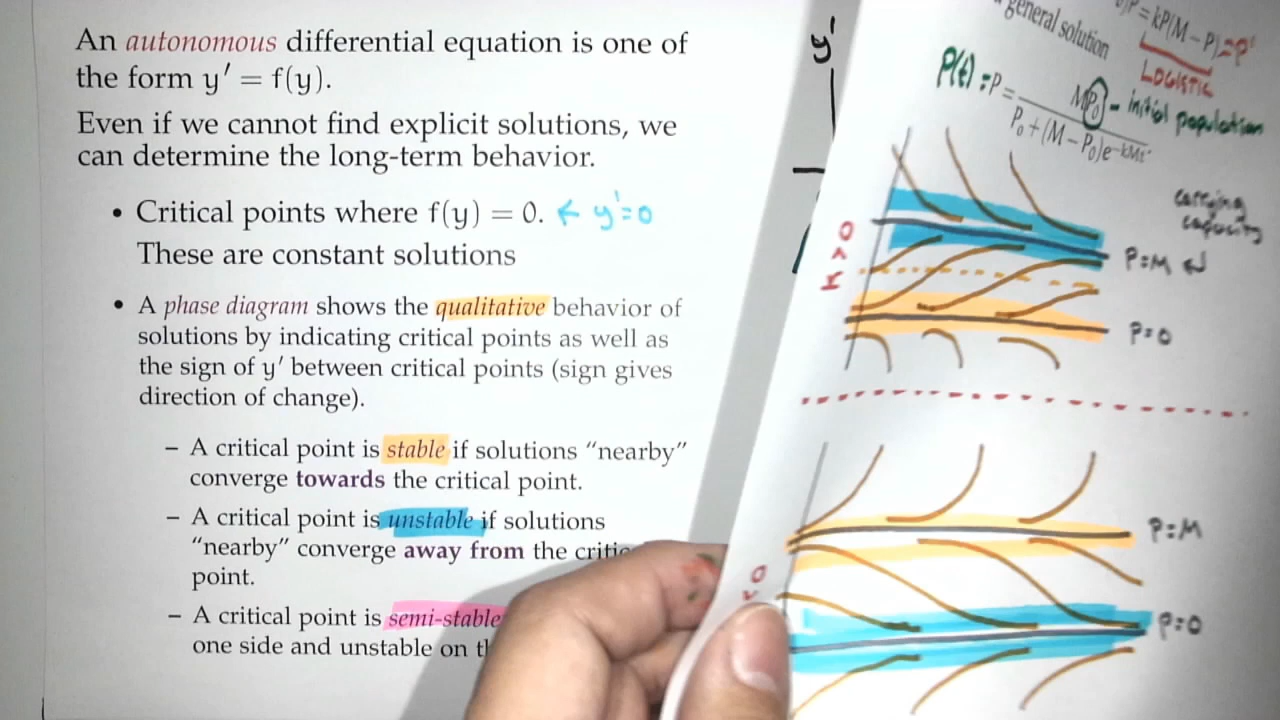 An autonomous differential equation is one of
the form y′ = f(y).
Even if we cannot find explicit solutions, we
can determine the long-term behavior.
• Critical points where f(y) = 0. ← y'=0
These are constant solutions
• A phase diagram shows the qualitative behavior of
solutions by indicating critical points as well as
the sign of y′ between critical points (sign gives
direction of change).
– A critical point is stable if solutions “nearby”
converge towards the critical point.
– A critical point is unstable if solutions
“nearby” converge away from the
point.
– A critical point is semi-stable
one side and unstable on
y'
general solution
= kP(M − P) = P'
LOGISTIC
P(t) = P = MP₀ / P₀ + (M − P₀)e^−kMt
initial population
carrying
capacity
P=M
P=0
P=M
P=0